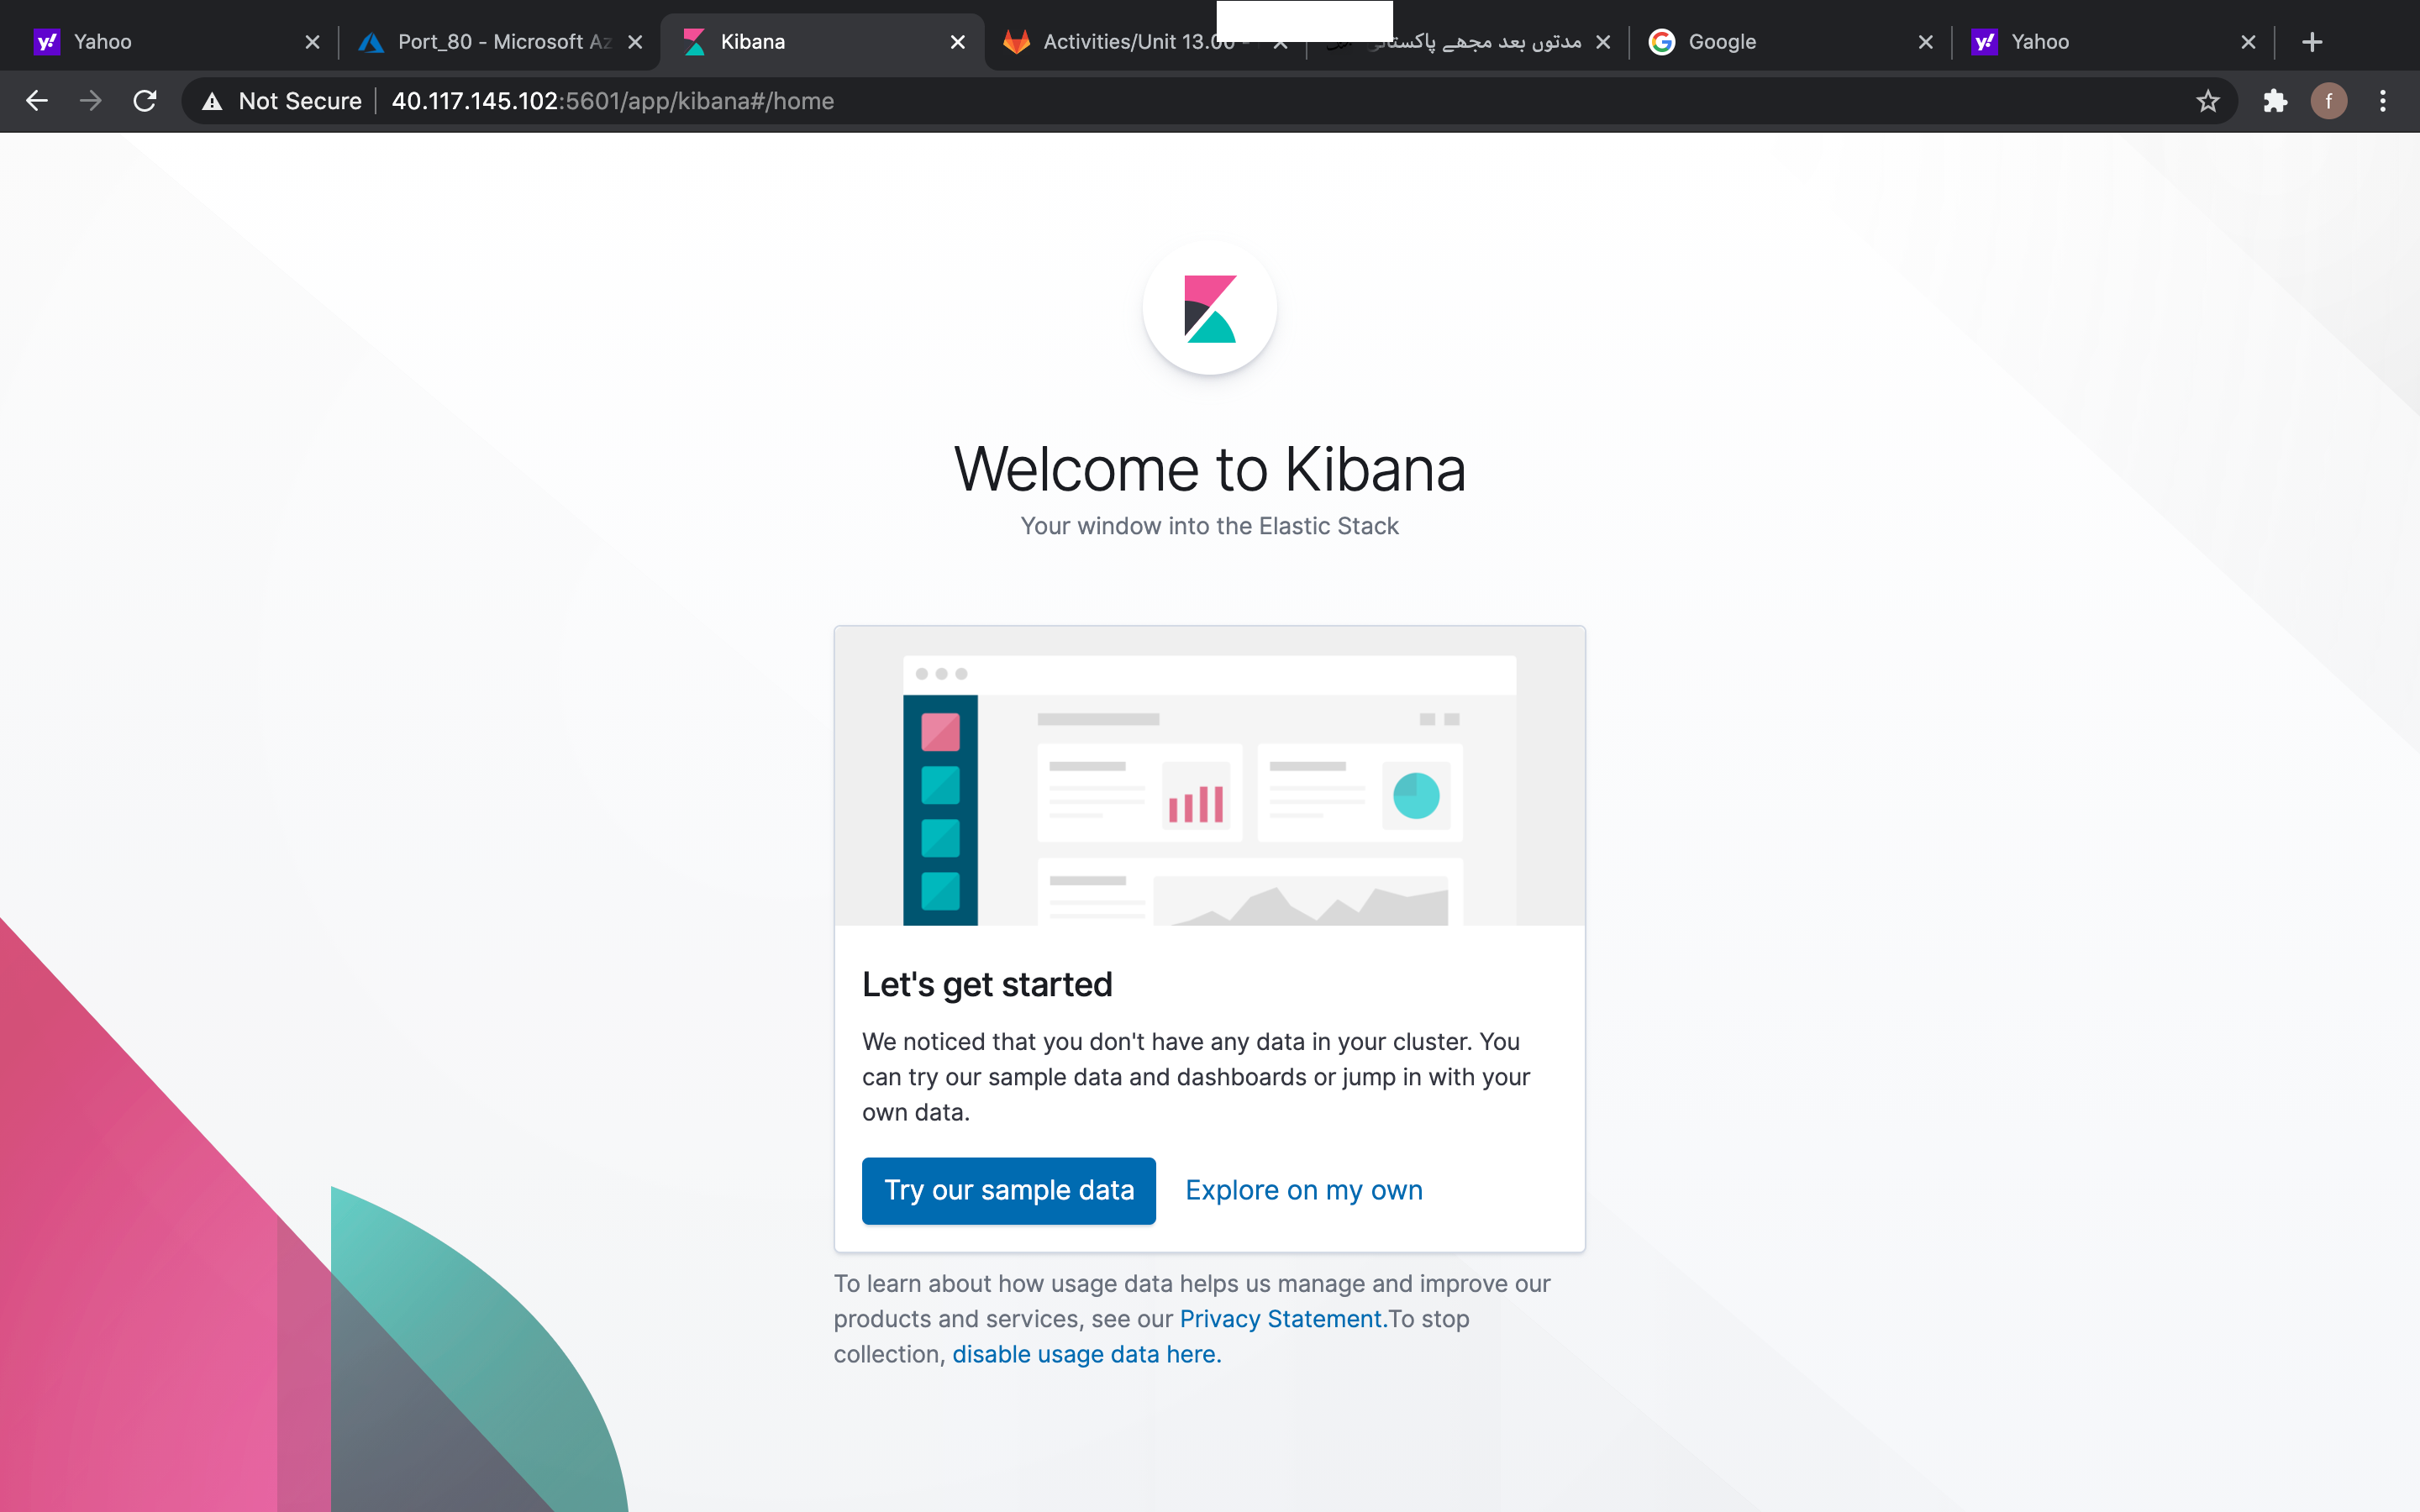 Yahoo
Port_80 - Microsoft Az
Kibana
Activities/Unit 13.00 -
مدتوں بعد مجھے پاکستانی
Google
Yahoo
Not Secure
40.117.145.102:5601/app/kibana#/home
f
Welcome to Kibana
Your window into the Elastic Stack
Let's get started
We noticed that you don't have any data in your cluster. You
can try our sample data and dashboards or jump in with your
own data.
Try our sample data
Explore on my own
To learn about how usage data helps us manage and improve our
products and services, see our Privacy Statement.To stop
collection, disable usage data here.